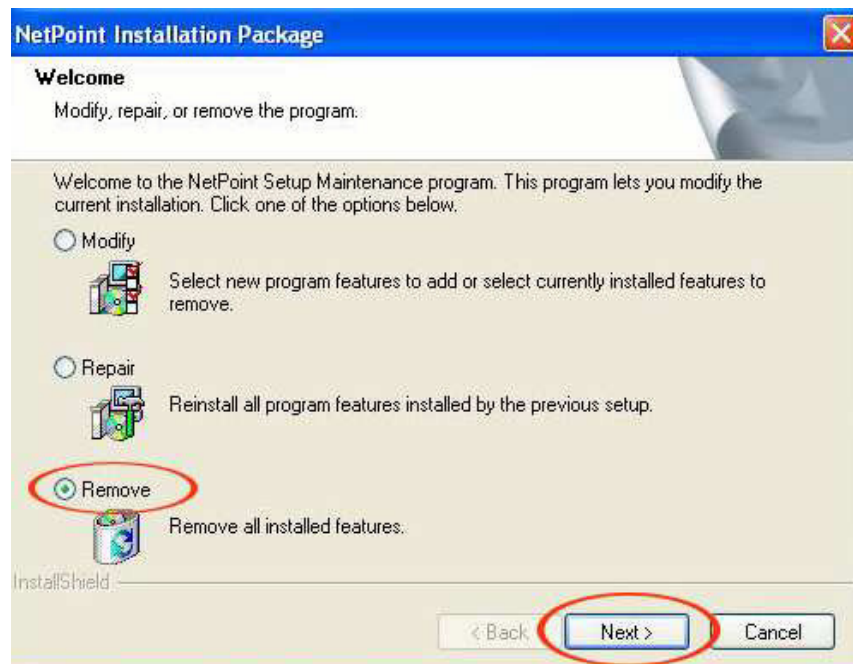 NetPoint Installation Package
Welcome
Modify, repair, or remove the program.
Welcome to the NetPoint Setup Maintenance program. This program lets you modify the
current installation. Click one of the options below.
Modify
Select new program features to add or select currently installed features to
remove.
Repair
Reinstall all program features installed by the previous setup.
Remove
Remove all installed features.
InstallShield
< Back
Next >
Cancel